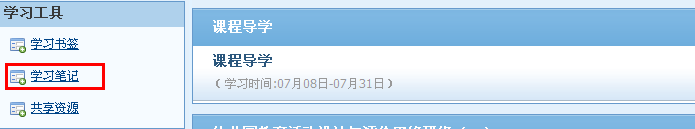 学习工具
学习书签
学习笔记
共享资源
课程导学
课程导学
（学习时间:07月08日-07月31日）